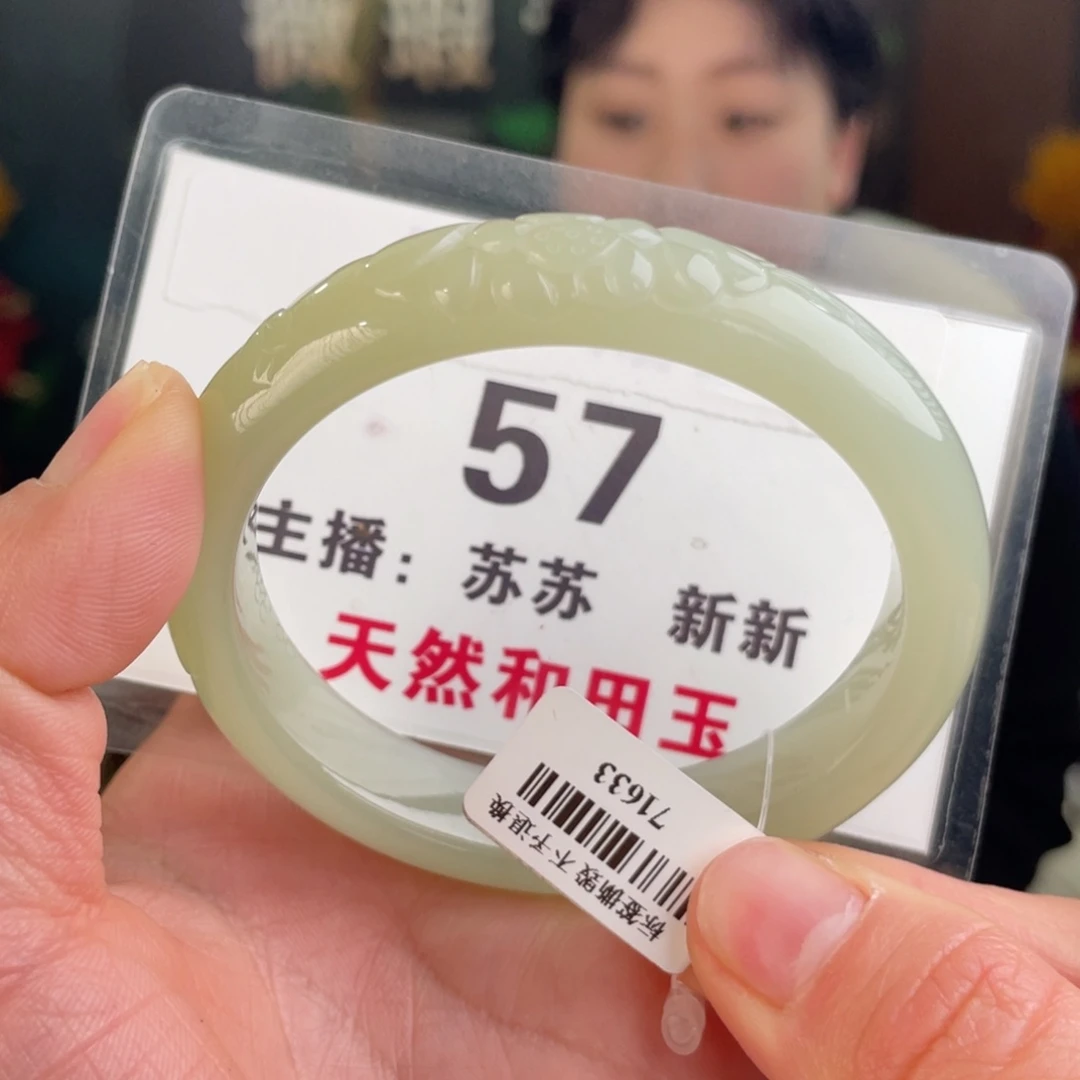 57
主播: 苏苏 新新
天然和田玉
71633
标签撕毁不予退换